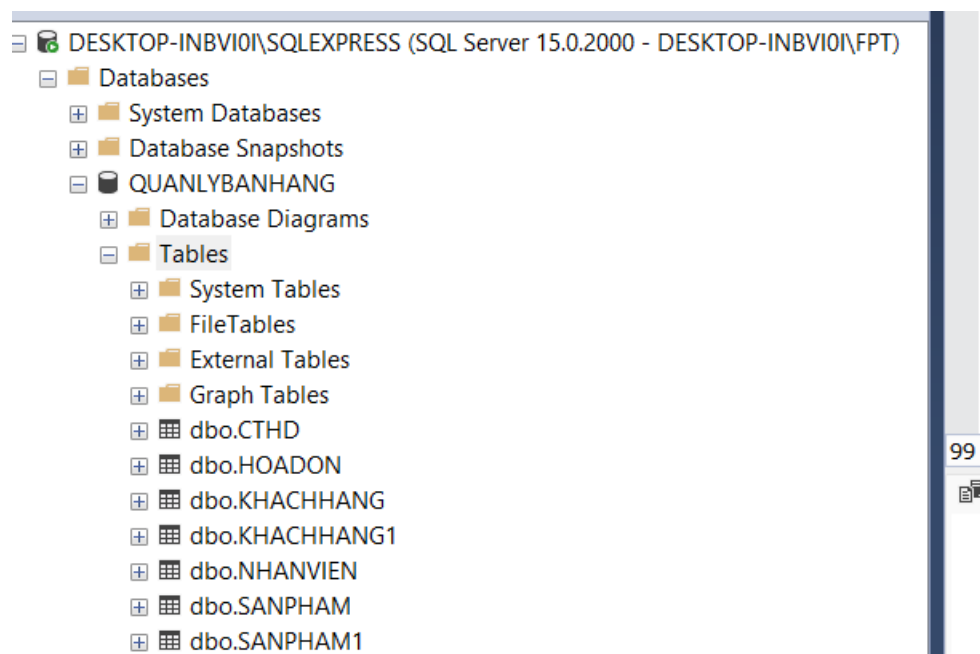 DESKTOP-INBVI0I\SQLEXPRESS (SQL Server 15.0.2000 - DESKTOP-INBVI0I\FPT)
Databases
System Databases
Database Snapshots
QUANLYBANHANG
Database Diagrams
Tables
System Tables
FileTables
External Tables
Graph Tables
dbo.CTHD
dbo.HOADON
99
dbo.KHACHHANG
dbo.KHACHHANG1
dbo.NHANVIEN
dbo.SANPHAM
dbo.SANPHAM1